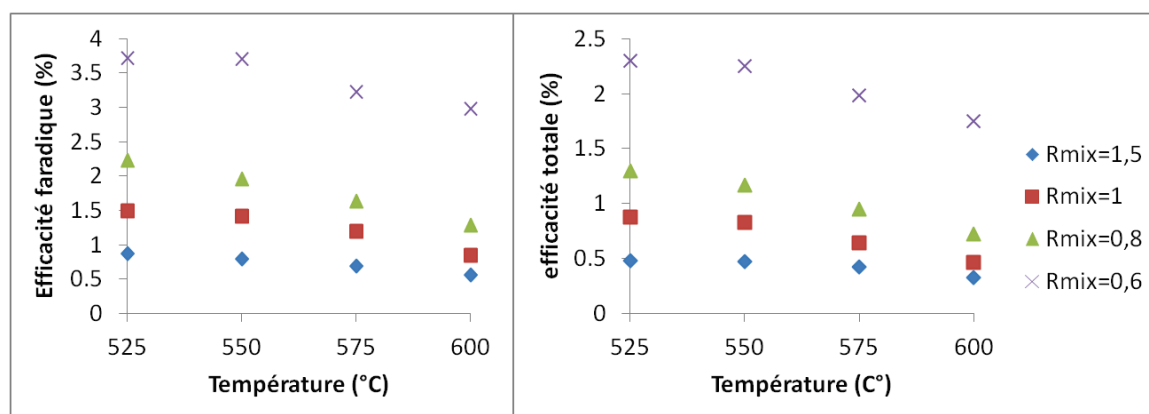 Efficacité faradique (%)
4
3.5
3
2.5
2
1.5
1
0.5
0
525 550 575 600
Température (°C)
efficacité totale (%)
2.5
2
1.5
1
0.5
0
525 550 575 600
Température (C°)
Rmix=1,5
Rmix=1
Rmix=0,8
Rmix=0,6